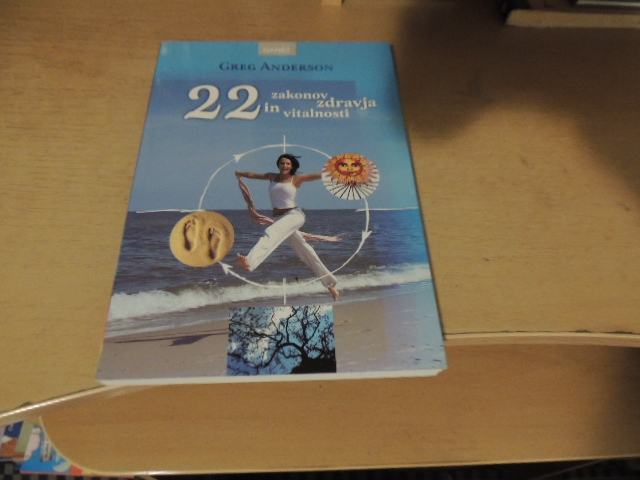 GREG ANDERSON
22 zakonov zdravja
in vitalnosti